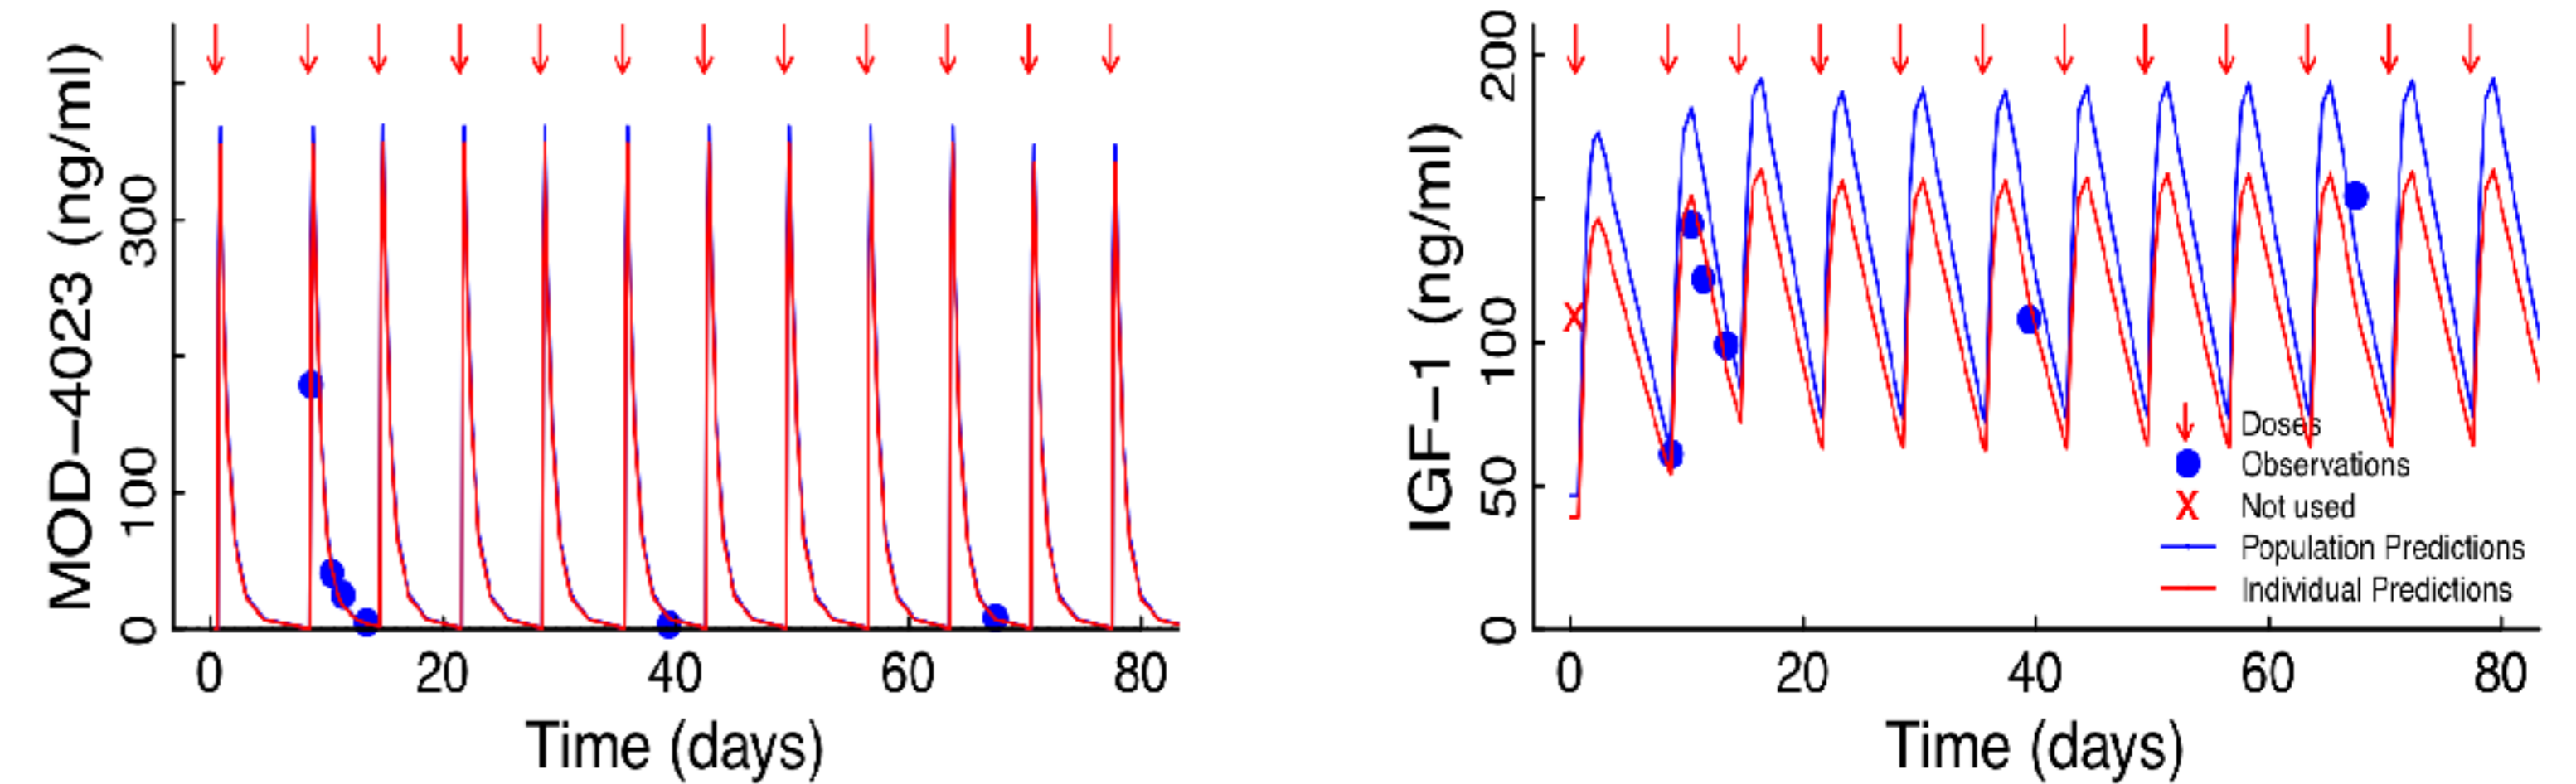 MOD-4023 (ng/ml)
300
100
0
0 20 40 60 80
Time (days)
IGF-1 (ng/ml)
200
100
50
0
Doses
Observations
X Not used
Population Predictions
Individual Predictions
0 20 40 60 80
Time (days)